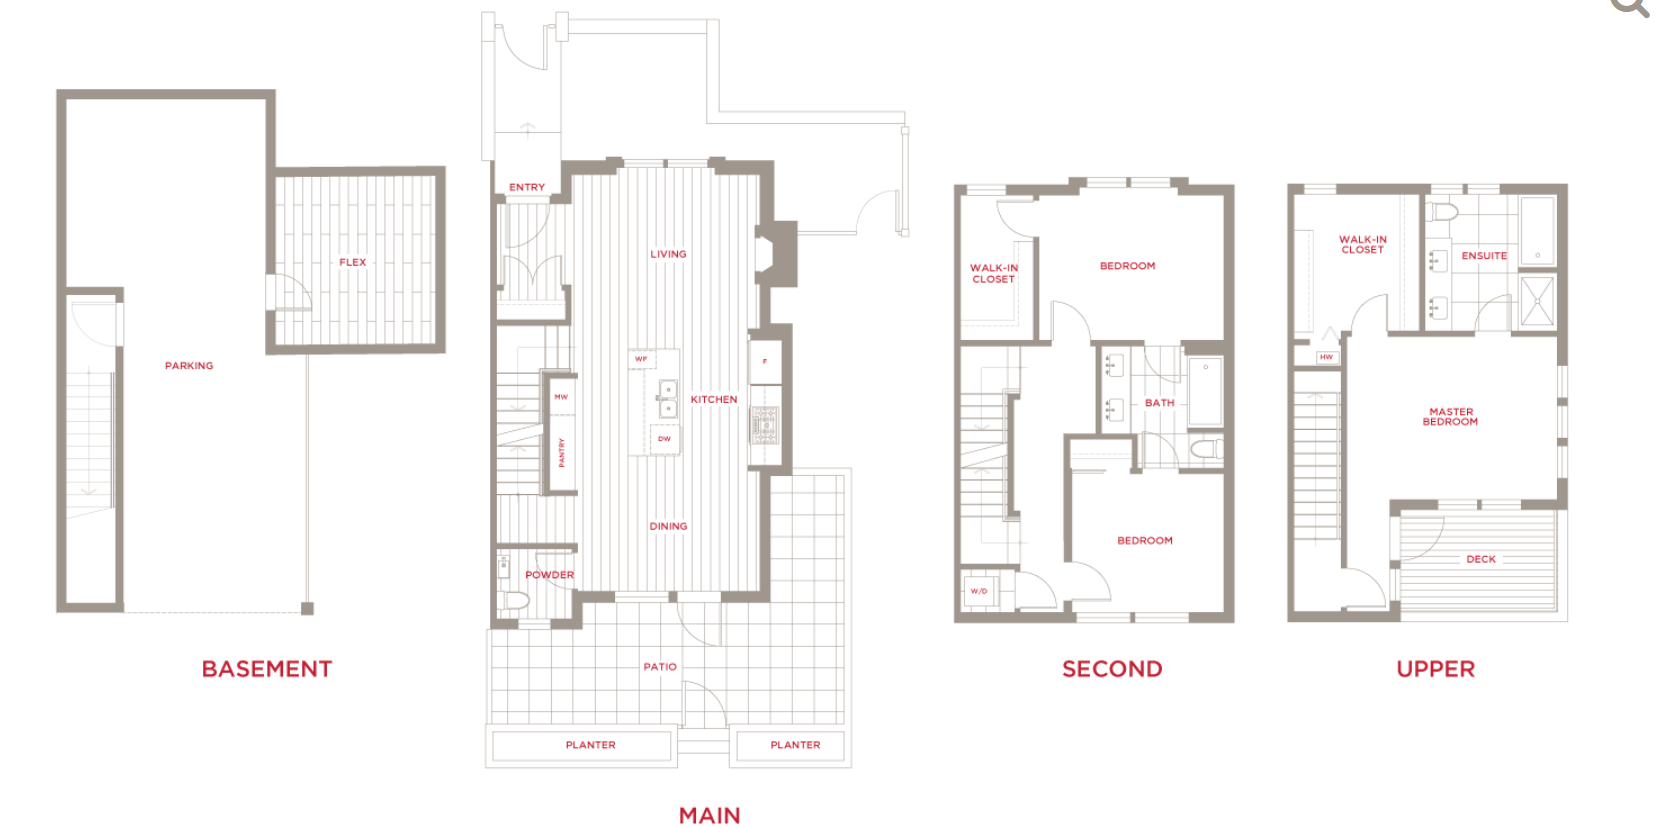 FLEX
PARKING
BASEMENT
ENTRY
LIVING
WF
F
MW
KITCHEN
DW
PANTRY
DINING
POWDER
PATIO
PLANTER
PLANTER
MAIN
WALK-IN
CLOSET
BEDROOM
BATH
BEDROOM
W/D
SECOND
WALK-IN
CLOSET
ENSUITE
HW
MASTER
BEDROOM
DECK
UPPER